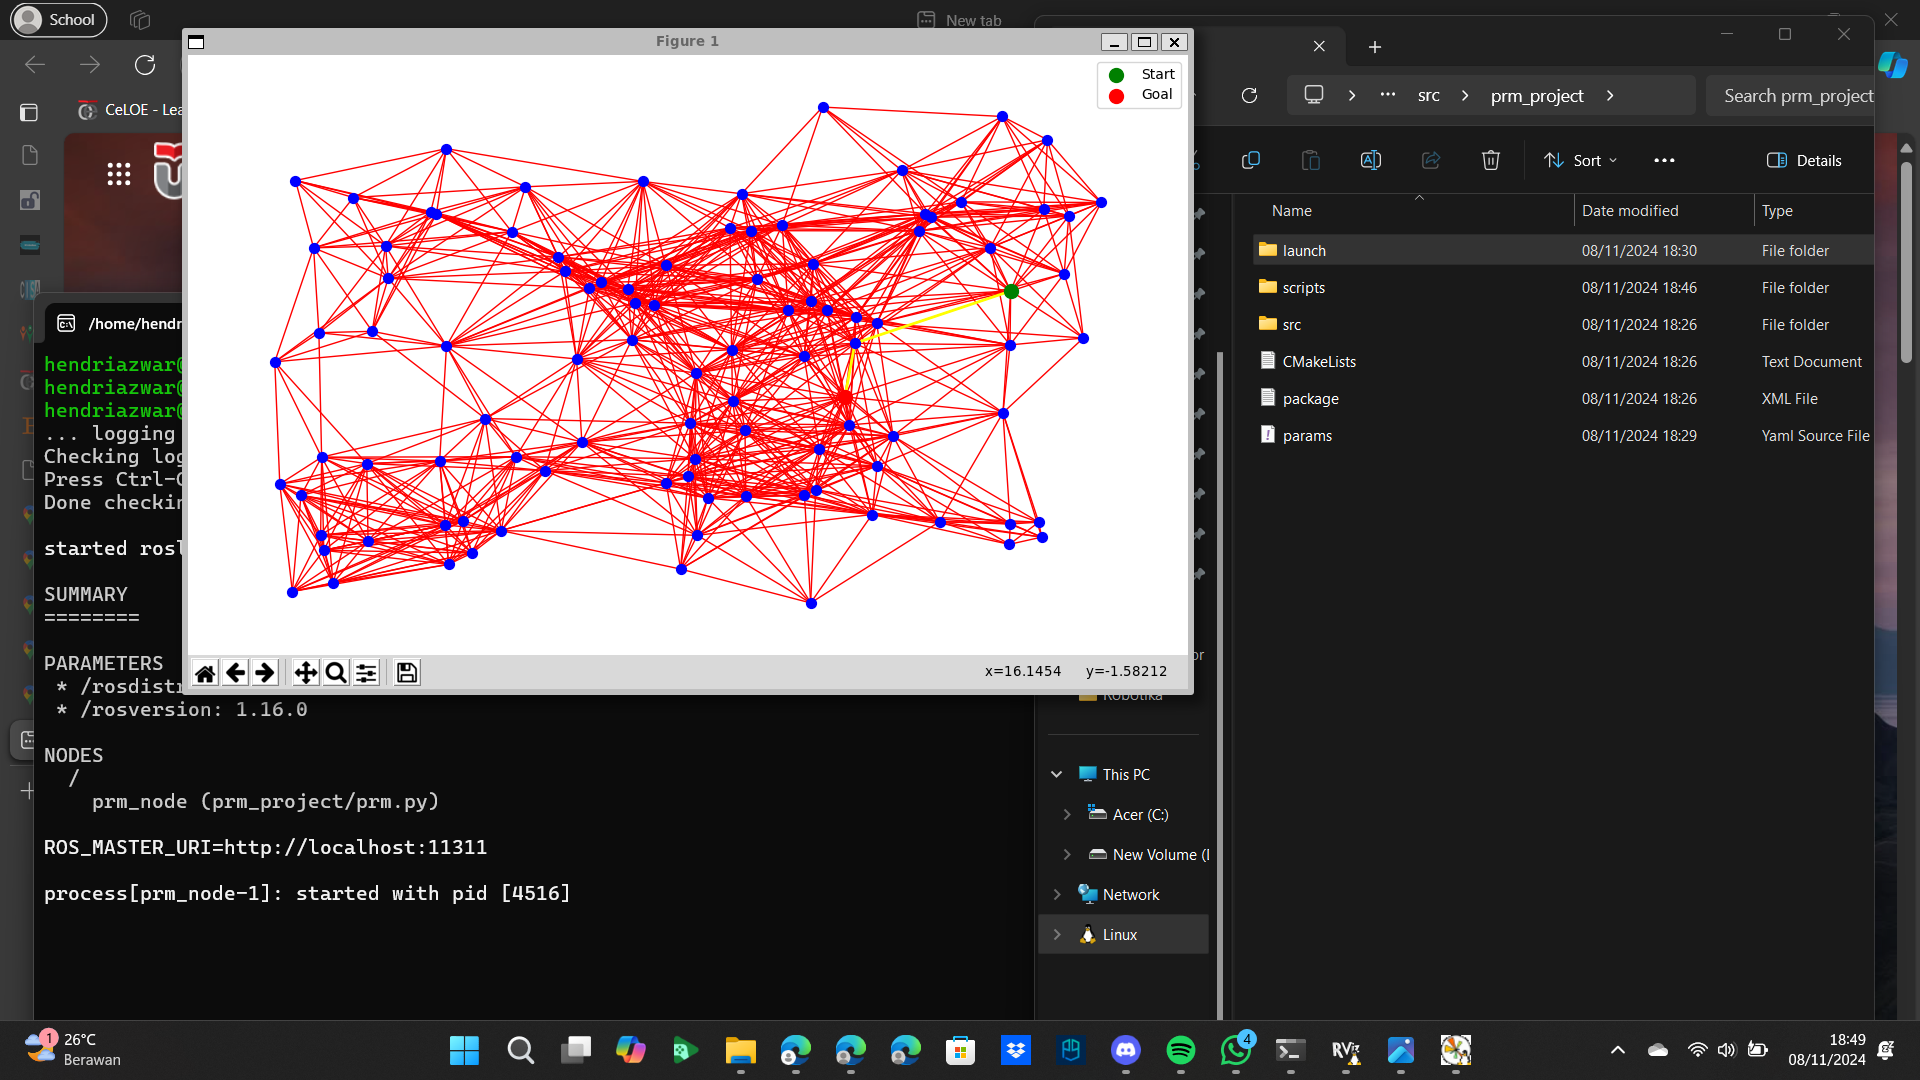 School
New tab
Figure 1
Start
Goal
src
prm_project
Search prm_project
CeLOE - Lea
Sort
Details
Name
Date modified
Type
launch
08/11/2024 18:30
File folder
scripts
08/11/2024 18:46
File folder
src
08/11/2024 18:26
File folder
CMakeLists
08/11/2024 18:26
Text Document
package
08/11/2024 18:26
XML File
params
08/11/2024 18:29
Yaml Source File
/home/hendr
hendriazwar@
hendriazwar@
hendriazwar@
... logging
Checking log
Press Ctrl-C
Done checkin
started rosl
SUMMARY
========
PARAMETERS
* /rosdistr
* /rosversion: 1.16.0
NODES
/
prm_node (prm_project/prm.py)
ROS_MASTER_URI=http://localhost:11311
process[prm_node-1]: started with pid [4516]
x=16.1454 y=-1.58212
or
Robotika
This PC
Acer (C:)
New Volume (
Network
Linux
1
26°C
Berawan
4
RViz
18:49
08/11/2024